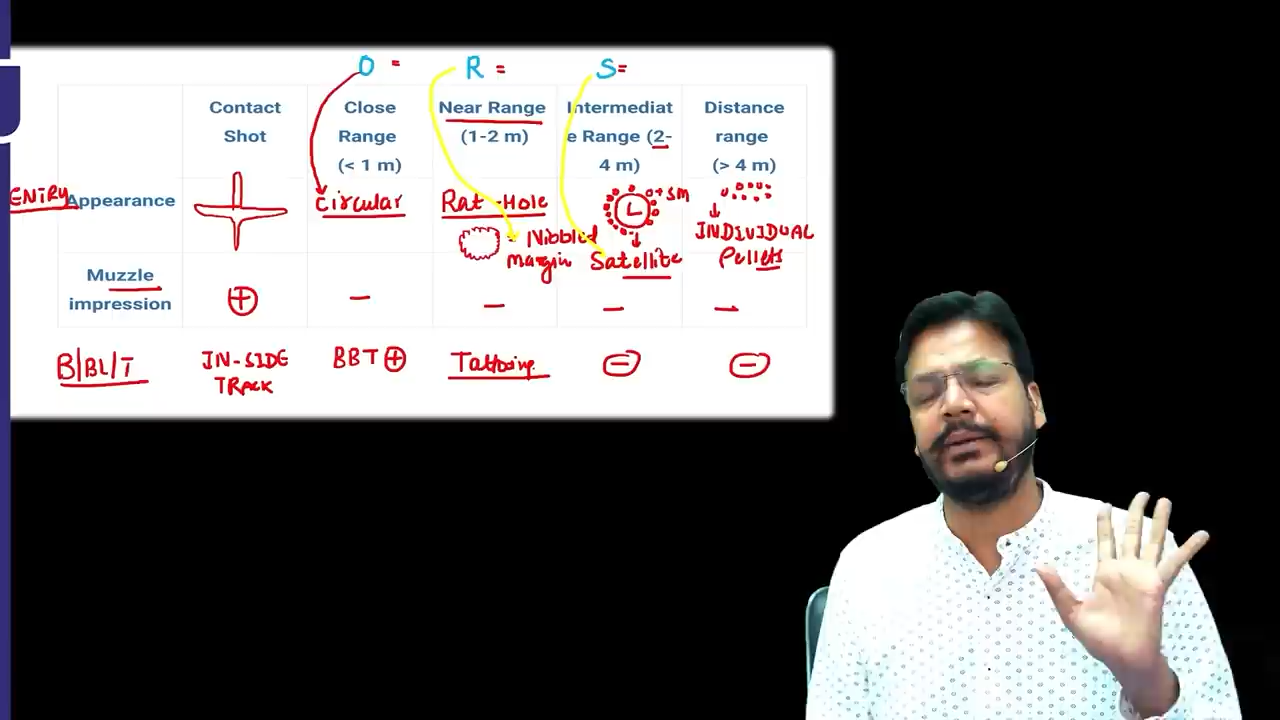 O = R = S=
Contact Shot
Close Range (< 1 m)
Near Range (1-2 m)
Intermediat e Range (2- 4 m)
Distance range (> 4 m)
ENTRY
Appearance
Circular
Rat-Hole
= Nibbled margin
L
+ SM
Satellite
INDIVIDUAL Pellets
Muzzle impression
+ − − − −
B/BL/T
IN-SIDE TRACK
BBT +
Tattooing
−
−